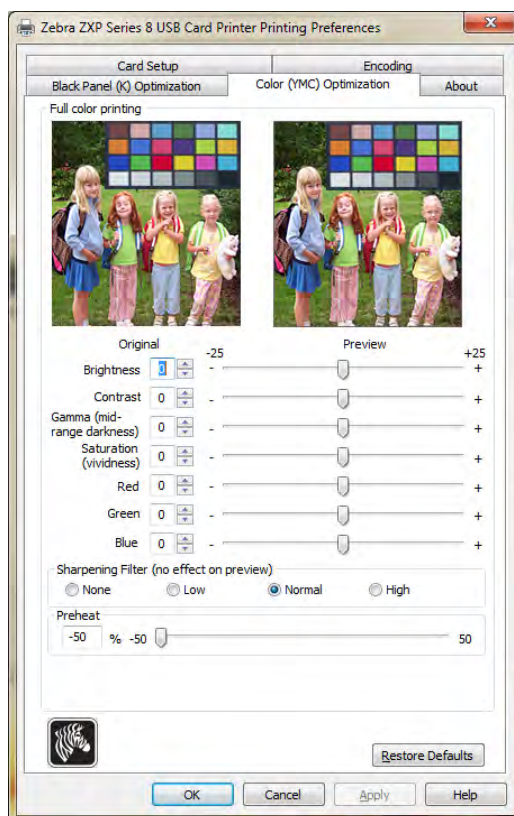 Zebra ZXP Series 8 USB Card Printer Printing Preferences
Card Setup Encoding
Black Panel (K) Optimization Color (YMC) Optimization About
Full color printing
Original Preview
-25 +25
Brightness 0 - +
Contrast 0 - +
Gamma (mid-
range darkness) 0 - +
Saturation
(vividness) 0 - +
Red 0 - +
Green 0 - +
Blue 0 - +
Sharpening Filter (no effect on preview)
None Low Normal High
Preheat
-50 % -50 50
Restore Defaults
OK Cancel Apply Help